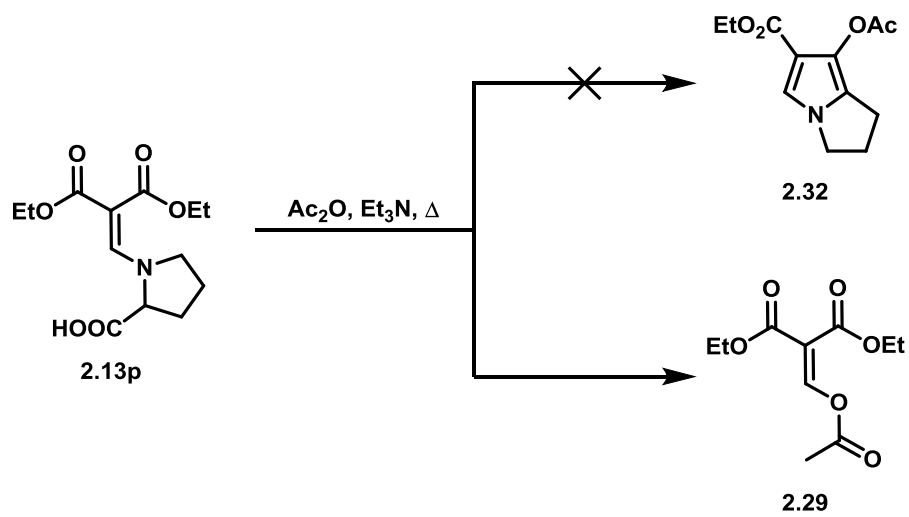 EtO₂C
OAc
N
2.32
O
O
EtO
OEt
N
HOOC
2.13p
Ac₂O, Et₃N, Δ
O
O
EtO
OEt
O
O
2.29